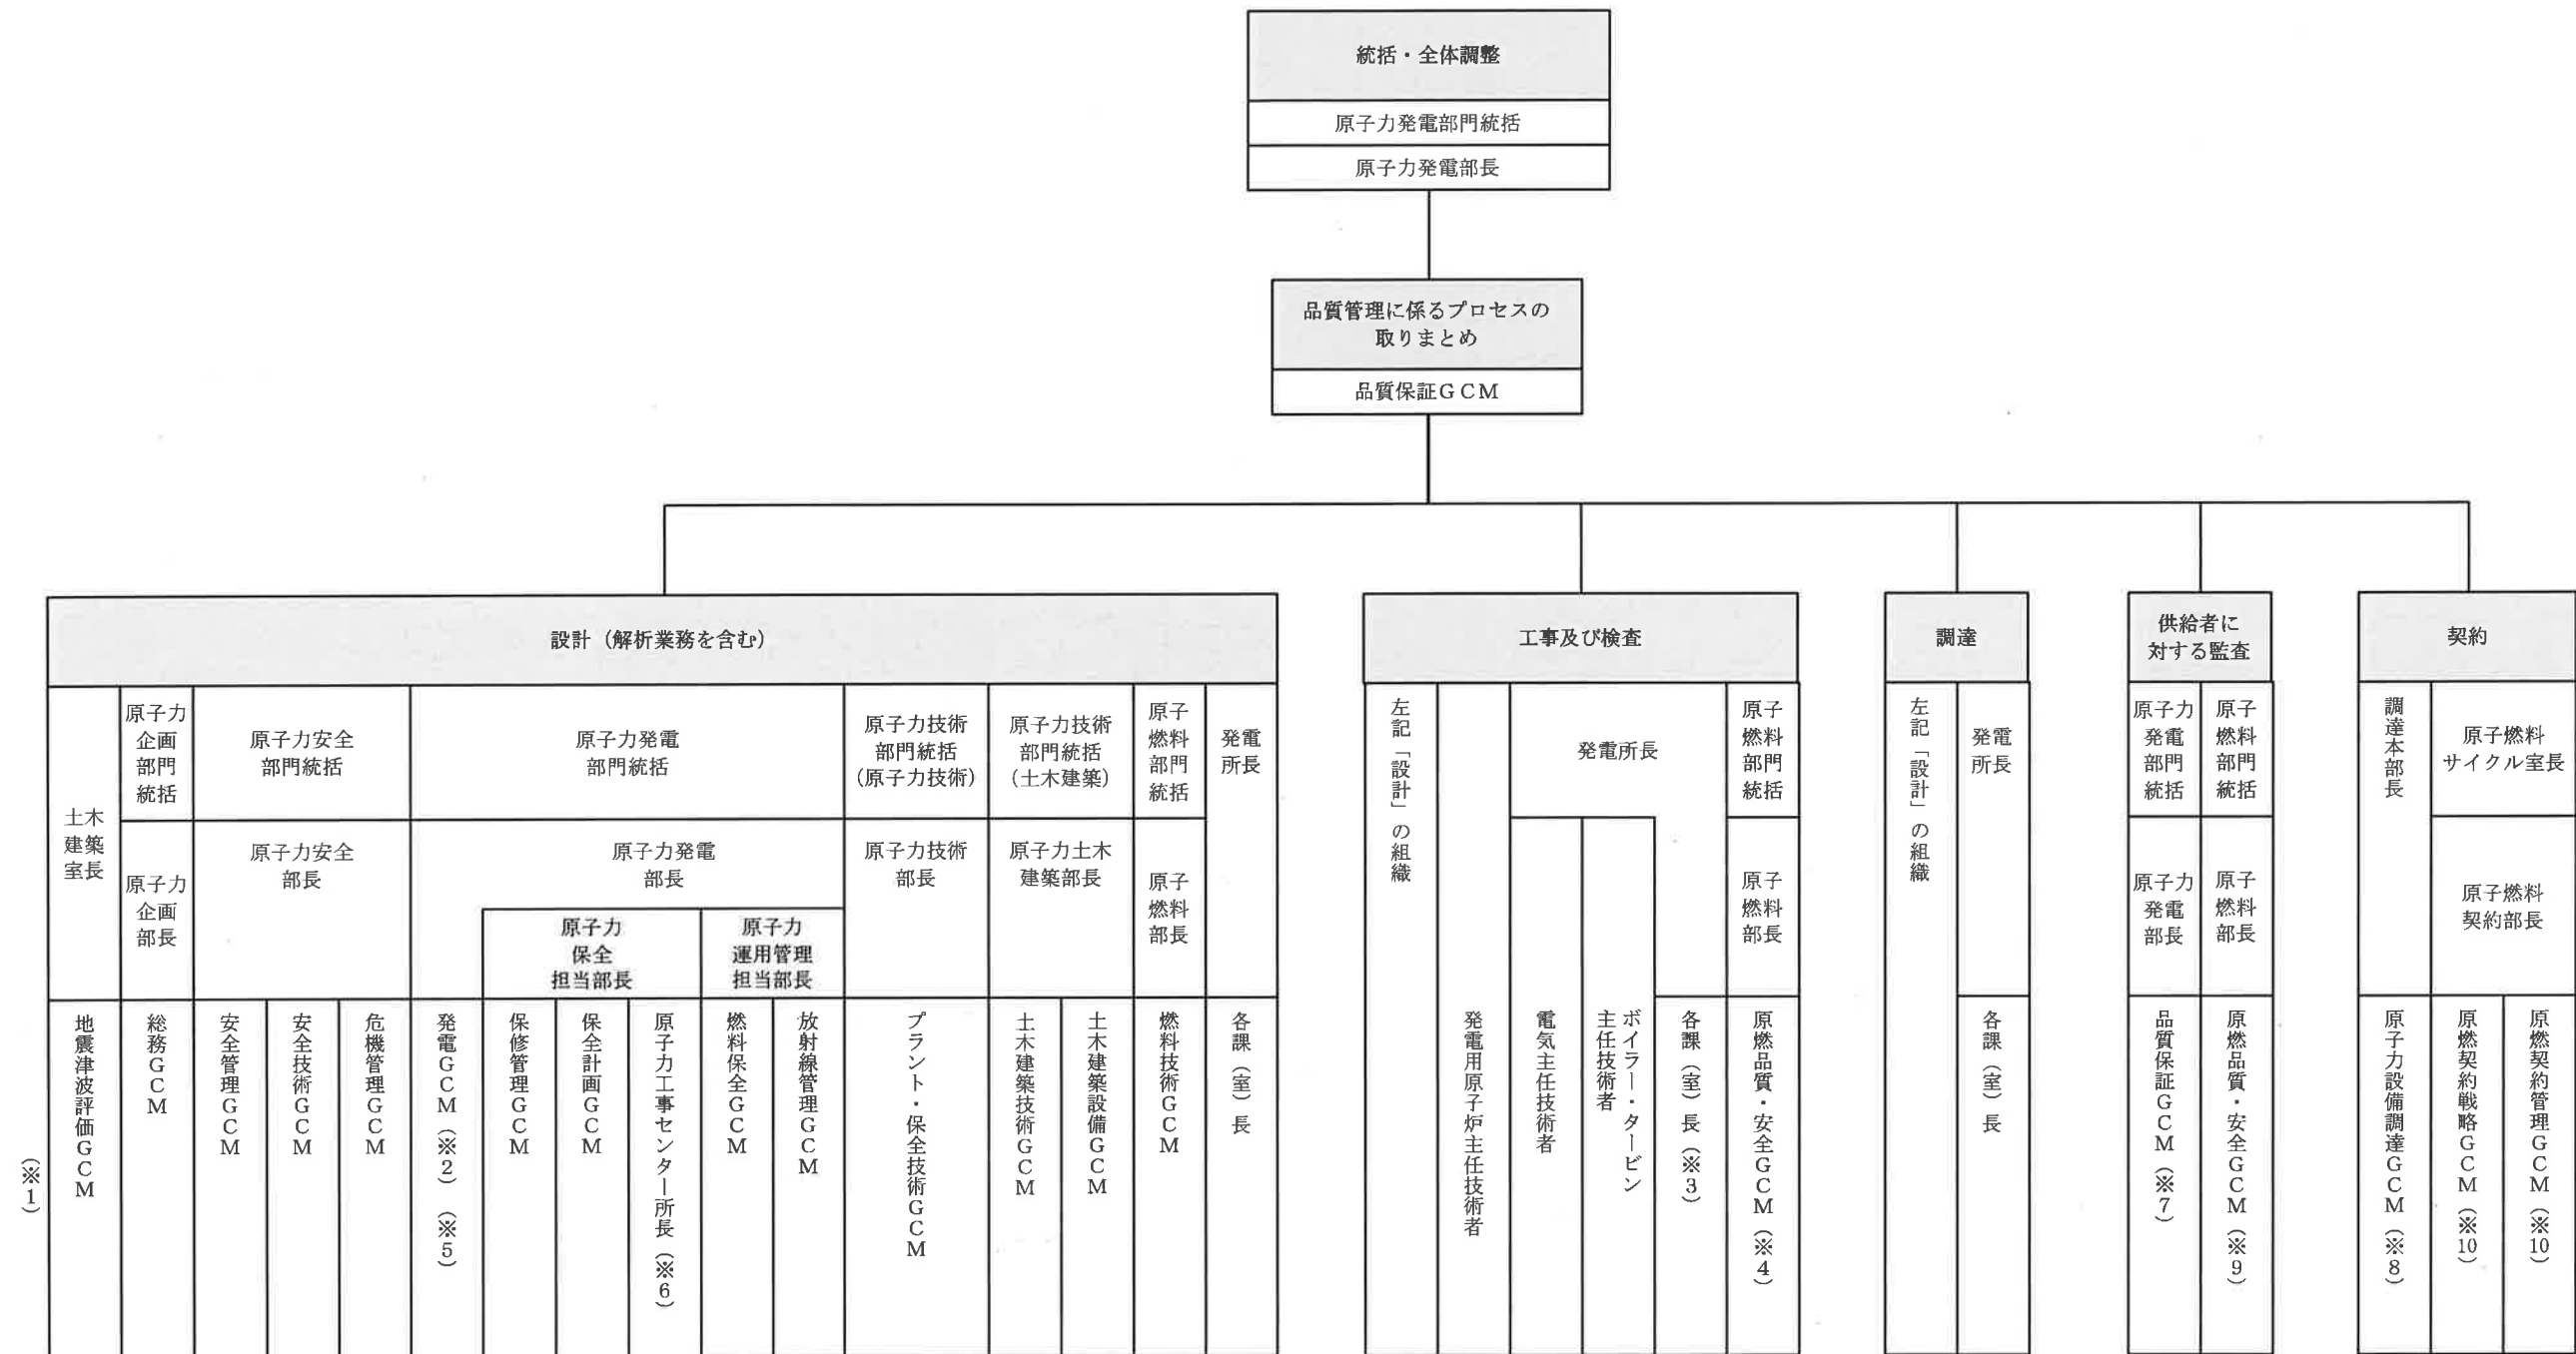 統括・全体調整
原子力発電部門統括
原子力発電部長
品質管理に係るプロセスの
取りまとめ
品質保証GCM
設計（解析業務を含む）
土木
建築
室長
原子力
企画
部門
統括
原子力安全
部門統括
原子力発電
部門統括
原子力技術
部門統括
（原子力技術）
原子力技術
部門統括
（土木建築）
原子
燃料
部門
統括
発電
所長
原子力
企画
部長
原子力安全
部長
原子力発電
部長
原子力
保全
担当部長
原子力
運用管理
担当部長
原子力技術
部長
原子力土木
建築部長
原子
燃料
部長
（※1）
地震津波評価GCM
総務GCM
安全管理GCM
安全技術GCM
危機管理GCM
発電GCM（※2）（※5）
保修管理GCM
保全計画GCM
原子力工事センター所長（※6）
燃料保全GCM
放射線管理GCM
プラント・保全技術GCM
土木建築技術GCM
土木建築設備GCM
燃料技術GCM
各課（室）長
工事及び検査
左記「設計」の組織
発電所長
原子
燃料
部門
統括
原子
燃料
部長
発電用原子炉主任技術者
電気主任技術者
ボイラー・タービン
主任技術者
各課（室）長（※3）
原燃品質・安全GCM（※4）
調達
左記「設計」の組織
発電
所長
各課（室）長
供給者に
対する監査
原子力
発電
部門
統括
原子
燃料
部門
統括
原子力
発電
部長
原子
燃料
部長
品質保証GCM（※7）
原燃品質・安全GCM（※9）
契約
調達本部長
原子燃料
サイクル室長
原子燃料
契約部長
原子力設備調達GCM（※8）
原燃契約戦略GCM（※10）
原燃契約管理GCM（※10）